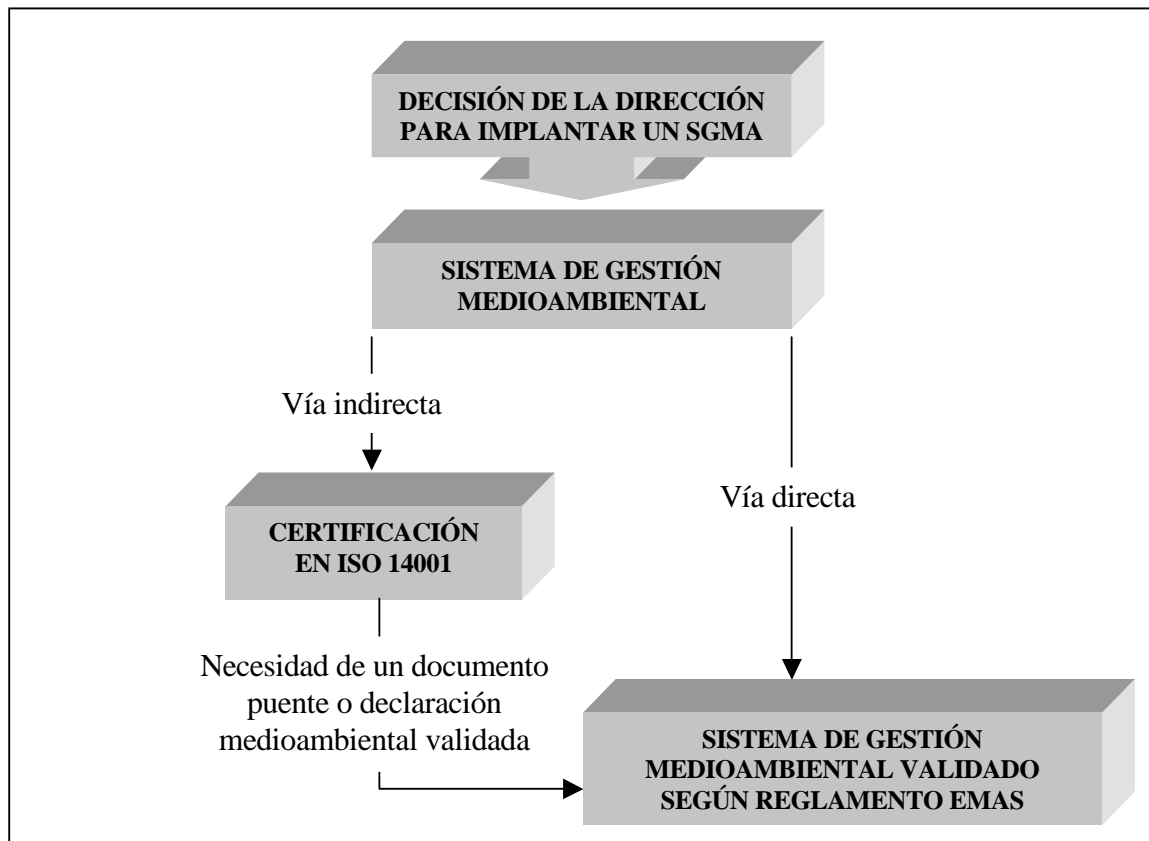 DECISIÓN DE LA DIRECCIÓN
PARA IMPLANTAR UN SGMA
SISTEMA DE GESTIÓN
MEDIOAMBIENTAL
Vía indirecta
CERTIFICACIÓN
EN ISO 14001
Vía directa
Necesidad de un documento
puente o declaración
medioambiental validada
SISTEMA DE GESTIÓN
MEDIOAMBIENTAL VALIDADO
SEGÚN REGLAMENTO EMAS